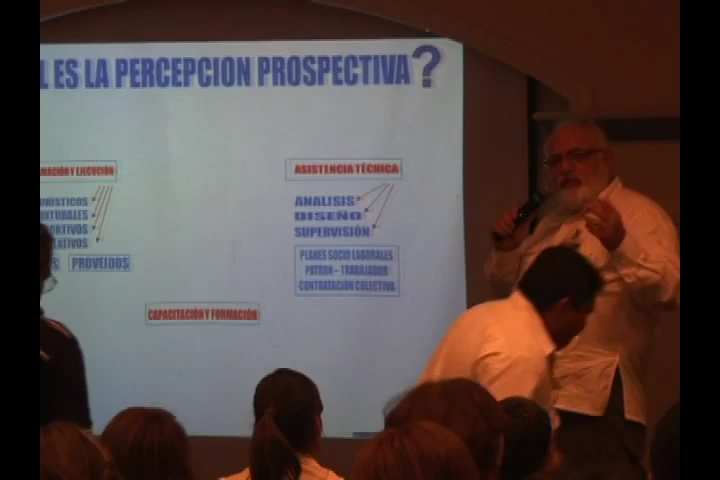 ES LA PERCEPCION PROSPECTIVA?
Y EJECUCIÓN
ASISTENCIA TÉCNICA
ANALISIS
DISEÑO
SUPERVISIÓN
PROVEIDOS
PLANES SOCIO LABORALES
PATRON - TRABAJADOR
CONTRATACIÓN COLECTIVA
CAPACITACIÓN Y FORMACIÓN